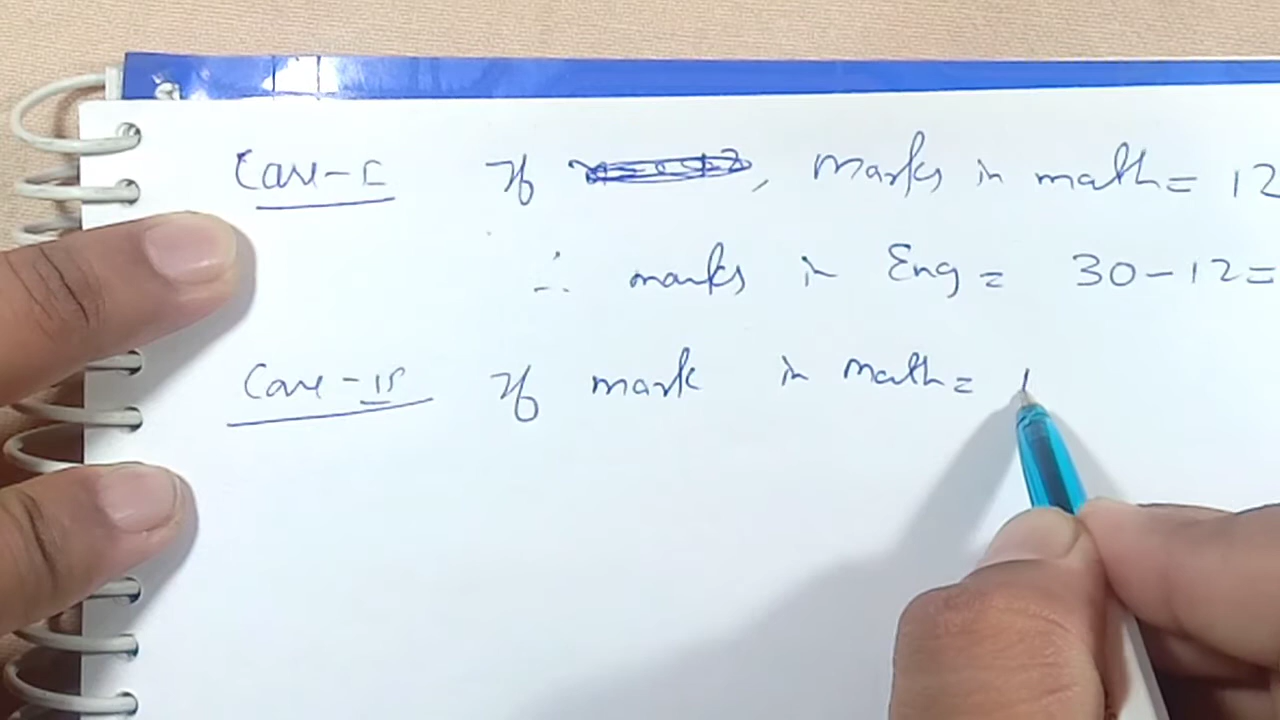 Case-I If , Marks in math = 12
∴ marks in Eng = 30-12=
Case-II If mark in math = 1